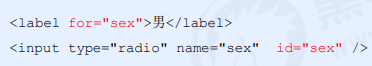 <label for="sex">男</label>
<input type="radio" name="sex"  id="sex" />